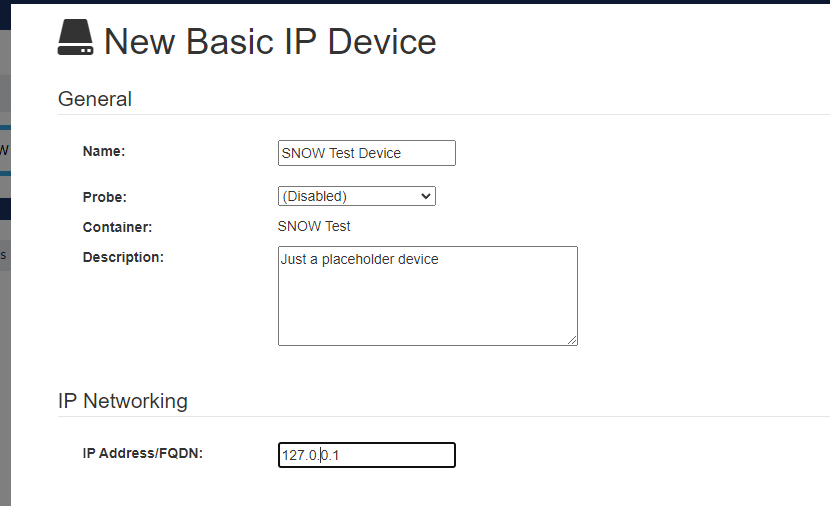 New Basic IP Device
General
W
Name: SNOW Test Device
Probe: (Disabled)
Container: SNOW Test
s
Description: Just a placeholder device
IP Networking
IP Address/FQDN: 127.0.0.1